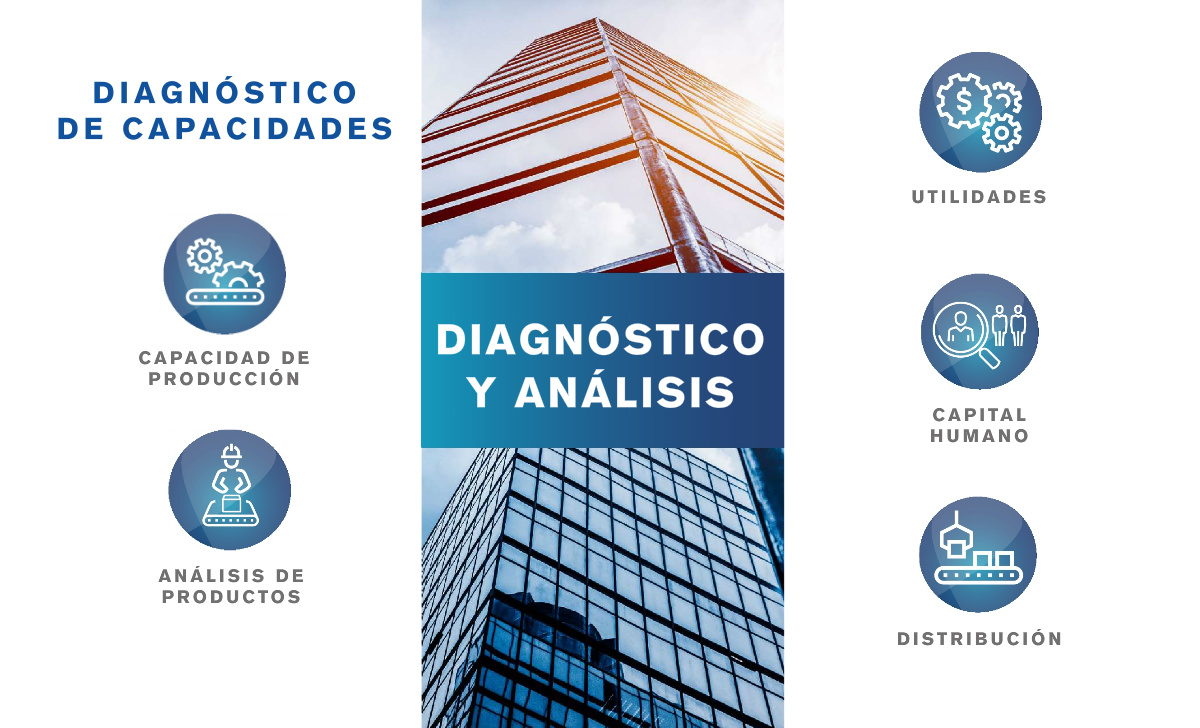 DIAGNÓSTICO
DE CAPACIDADES
CAPACIDAD DE
PRODUCCIÓN
ANÁLISIS DE
PRODUCTOS
DIAGNÓSTICO
Y ANÁLISIS
$
UTILIDADES
CAPITAL
HUMANO
DISTRIBUCIÓN